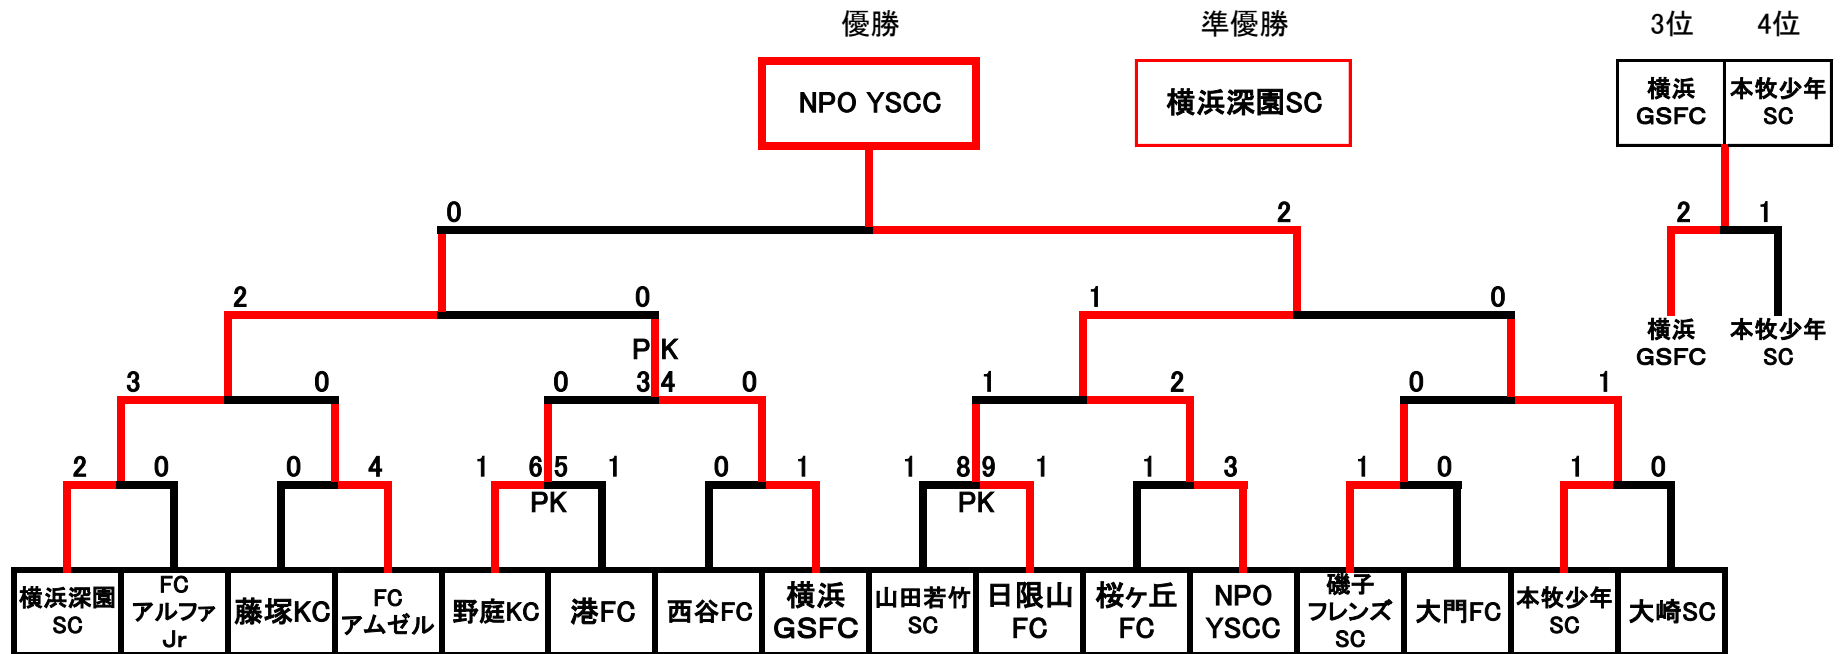 優勝 準優勝 3位 4位
NPO YSCC
横浜深園SC
横浜
GSFC
本牧少年
SC
0 2
2 1
2 0 1 0
横浜
GSFC
本牧少年
SC
PK
3 0 0 3 4 0 1 2 0 1
2 0 0 4 1 6 5 1 0 1 1 8 9 1 1 3 1 0 1 0
PK PK
横浜深園
SC
FC
アルファ
Jr
藤塚KC
FC
アムゼル
野庭KC
港FC
西谷FC
横浜
GSFC
山田若竹
SC
日限山
FC
桜ヶ丘
FC
NPO
YSCC
磯子
フレンズ
SC
大門FC
本牧少年
SC
大崎SC